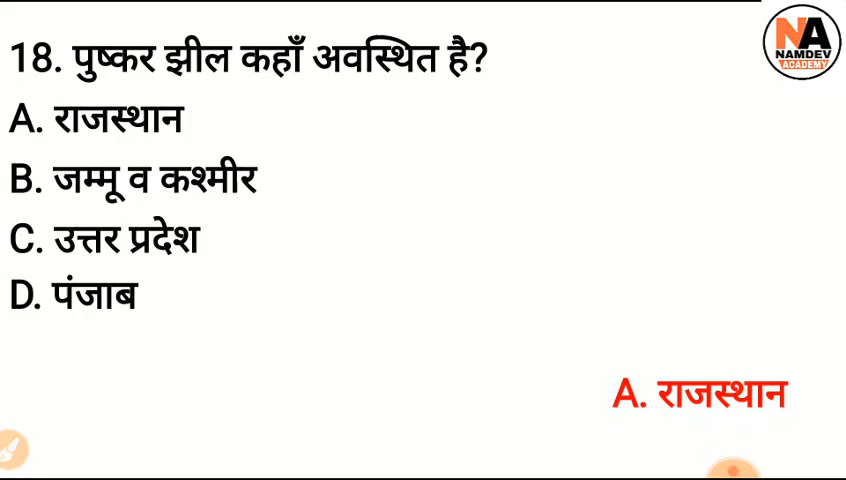 18. पुष्कर झील कहाँ अवस्थित है?
A. राजस्थान
B. जम्मू व कश्मीर
C. उत्तर प्रदेश
D. पंजाब
A. राजस्थान
NA
NAMDEV
ACADEMY